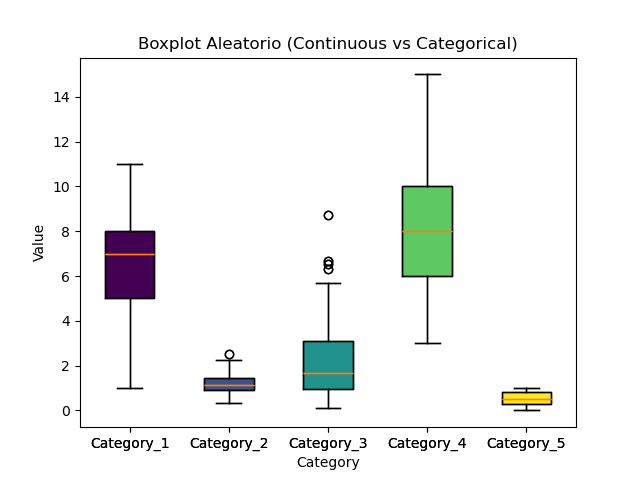 Boxplot Aleatorio (Continuous vs Categorical)
Value
14
12
10
8
6
4
2
0
Category_1 Category_2 Category_3 Category_4 Category_5
Category